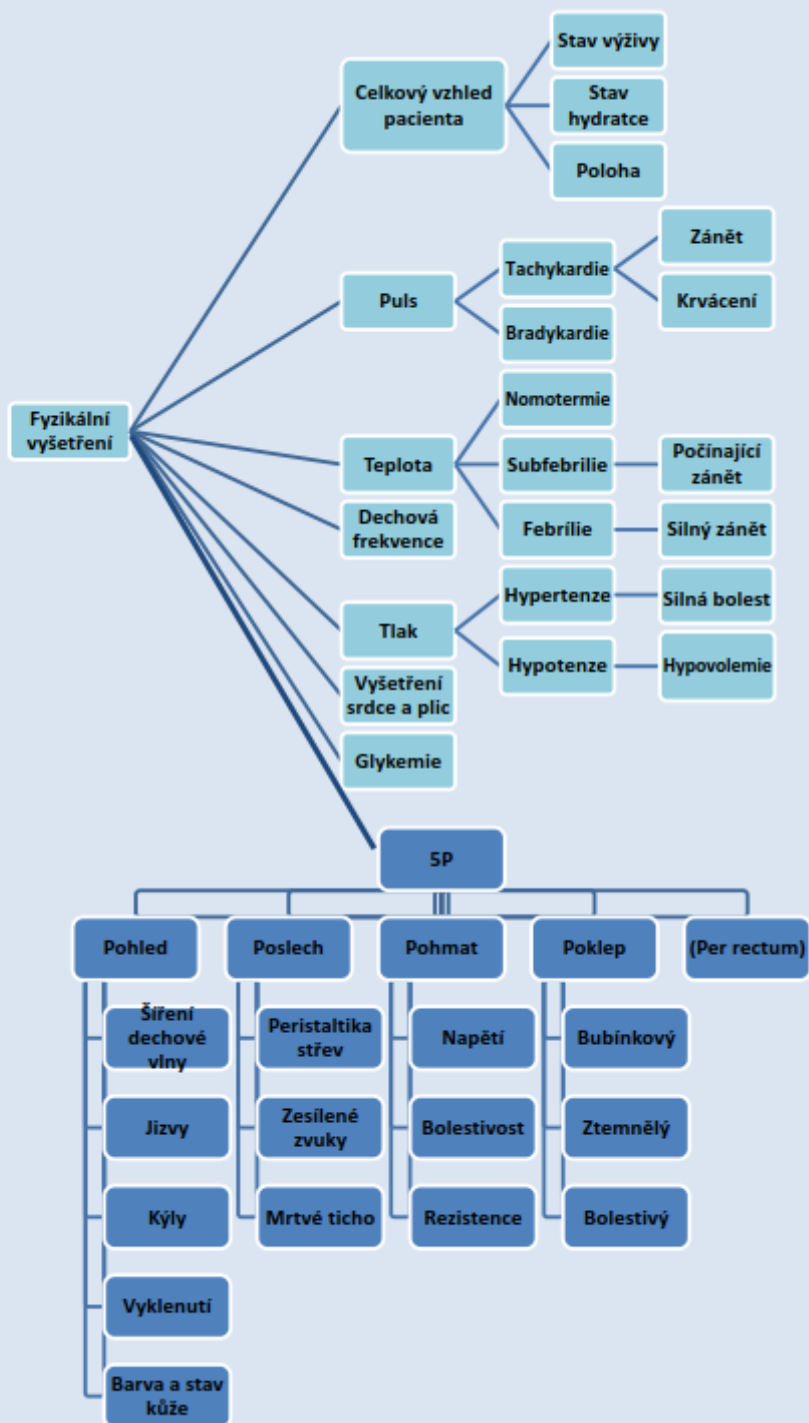 Stav výživy
Celkový vzhled
pacienta
Stav
hydratce
Poloha
Zánět
Tachykardie
Puls
Krvácení
Bradykardie
Fyzikální
vyšetření
Nomotermie
Teplota
Subfebrilie
Počínající
zánět
Dechová
frekvence
Febrílie
Silný zánět
Hypertenze
Silná bolest
Tlak
Hypotenze
Hypovolemie
Vyšetření
srdce a plic
Glykemie
5P
Pohled
Poslech
Pohmat
Poklep
(Per rectum)
Šíření
dechové
vlny
Peristaltika
střev
Napětí
Bubínkový
Jizvy
Zesílené
zvuky
Bolestivost
Ztemnělý
Kýly
Mrtvé ticho
Rezistence
Bolestivý
Vyklenutí
Barva a stav
kůže